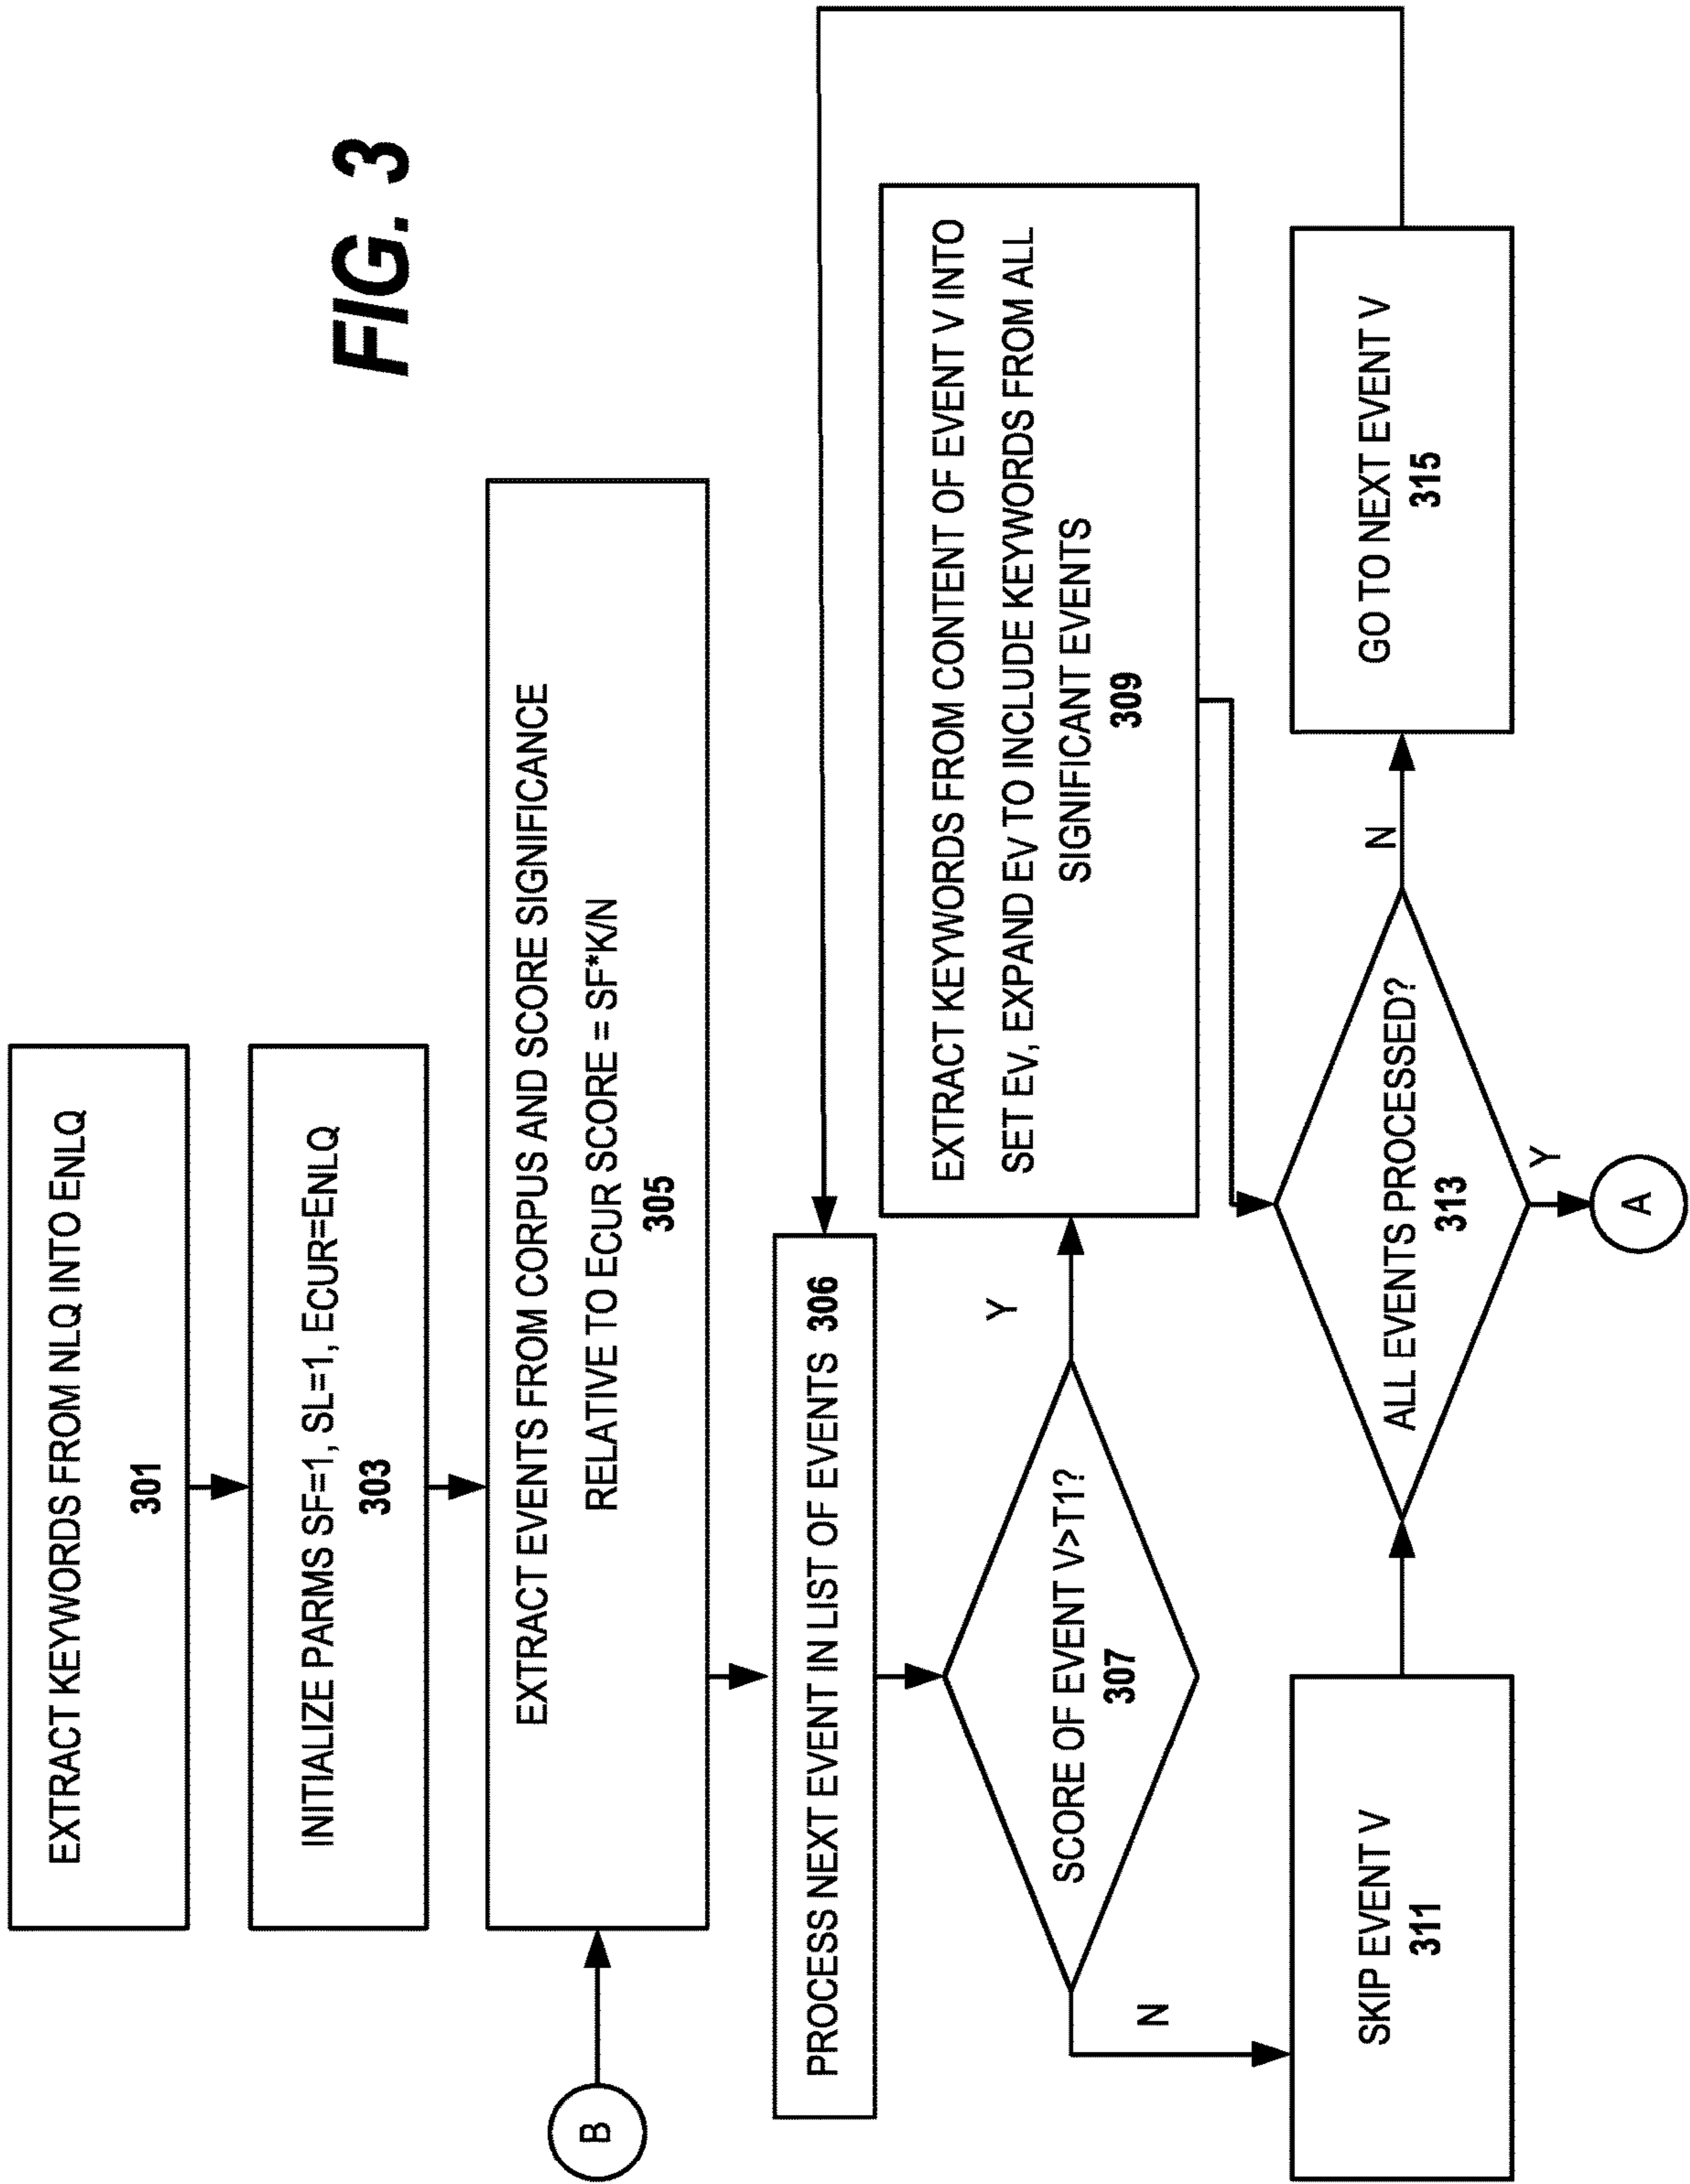 EXTRACT KEYWORDS FROM NLQ INTO ENLQ
301
INITIALIZE PARMS SF=1, SL=1, ECUR=ENLQ
303
B
EXTRACT EVENTS FROM CORPUS AND SCORE SIGNIFICANCE
RELATIVE TO ECUR SCORE = SF*K/N
305
PROCESS NEXT EVENT IN LIST OF EVENTS 306
SCORE OF EVENT V>T1?
307
Y
N
EXTRACT KEYWORDS FROM CONTENT OF EVENT V INTO
SET EV, EXPAND EV TO INCLUDE KEYWORDS FROM ALL
SIGNIFICANT EVENTS
309
SKIP EVENT V
311
ALL EVENTS PROCESSED?
313
N
Y
GO TO NEXT EVENT V
315
A
FIG. 3